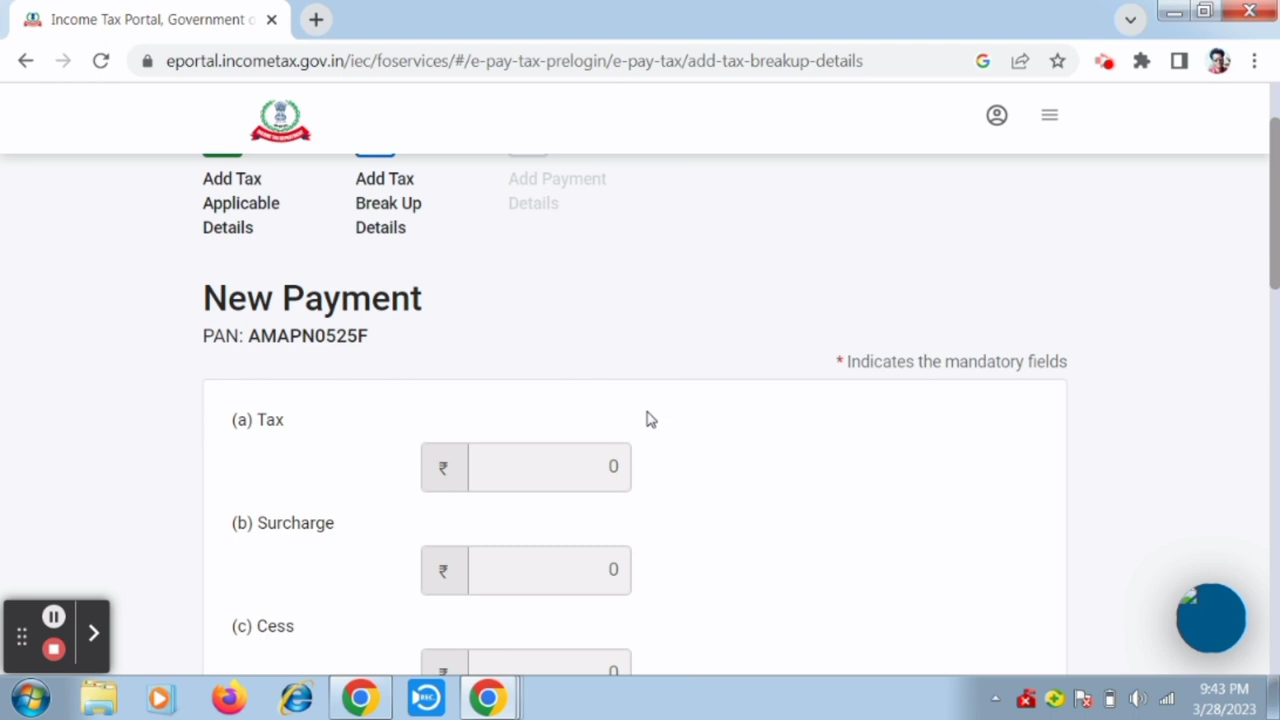 Income Tax Portal, Government o
eportal.incometax.gov.in/iec/foservices/#/e-pay-tax-prelogin/e-pay-tax/add-tax-breakup-details
Add Tax
Applicable
Details
Add Tax
Break Up
Details
Add Payment
Details
New Payment
PAN: AMAPN0525F
* Indicates the mandatory fields
(a) Tax
₹ 0
(b) Surcharge
₹ 0
(c) Cess
₹ 0
REC
9:43 PM
3/28/2023